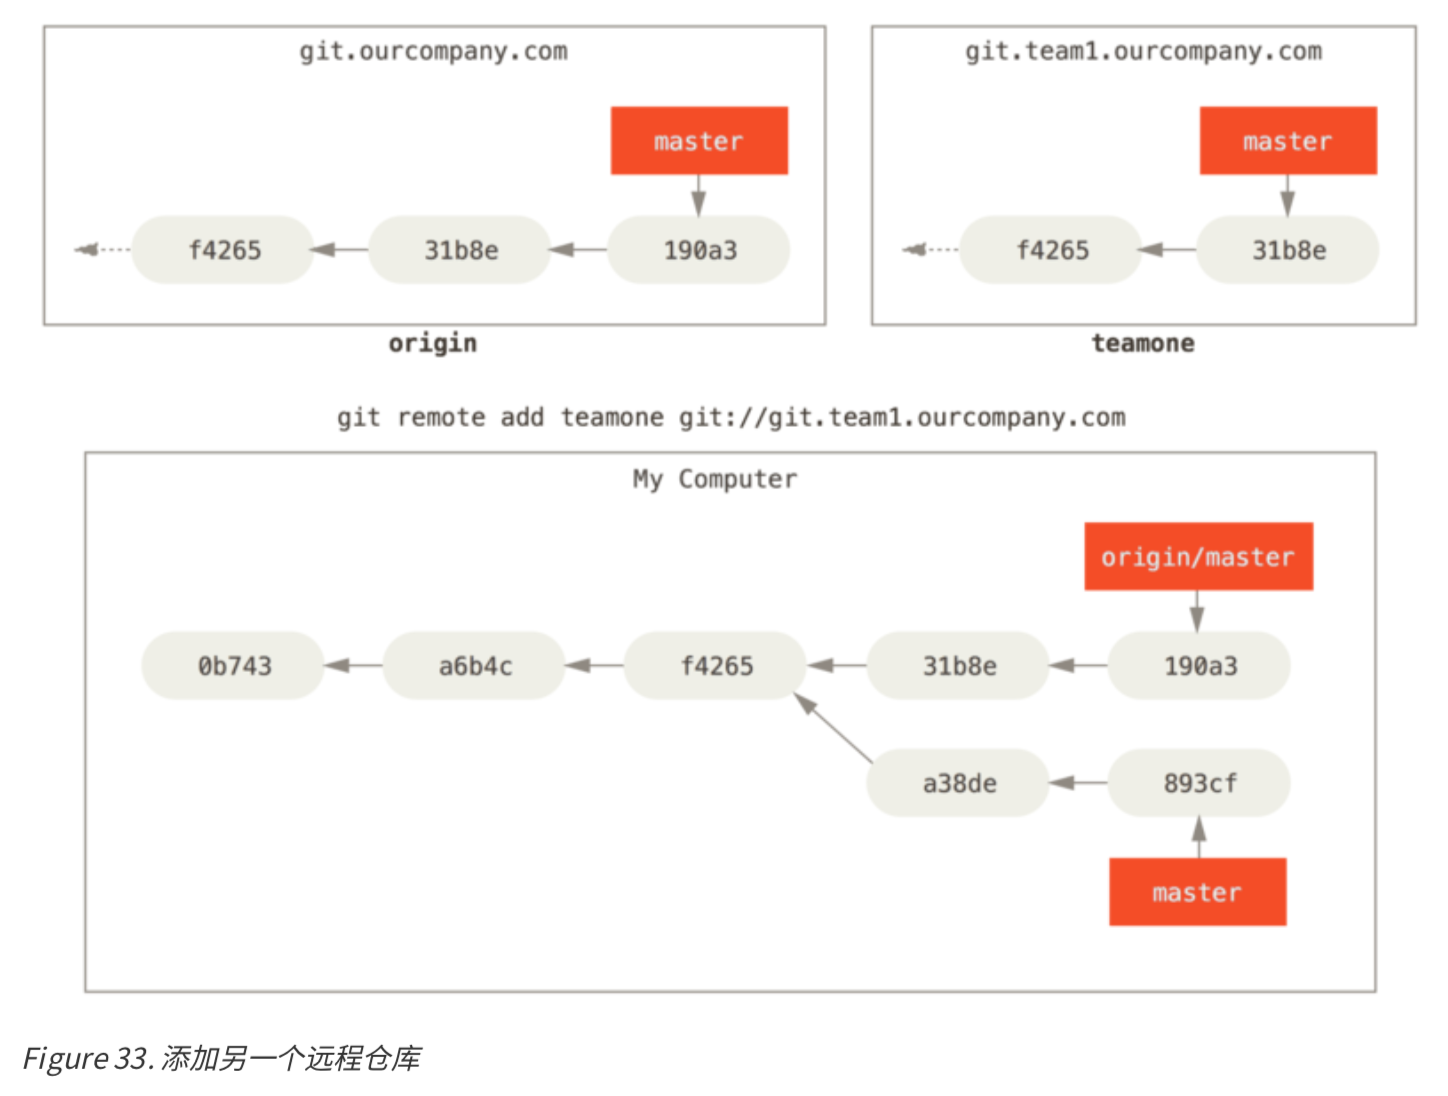 git.ourcompany.com
master
f4265
31b8e
190a3
origin
git.team1.ourcompany.com
master
f4265
31b8e
teamone
git remote add teamone git://git.team1.ourcompany.com
My Computer
origin/master
0b743
a6b4c
f4265
31b8e
190a3
a38de
893cf
master
Figure 33. 添加另一个远程仓库